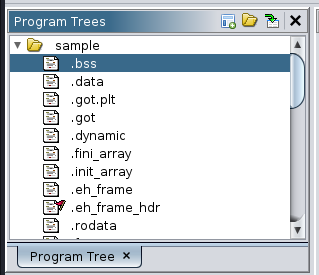 Program Trees
sample
.bss
.data
.got.plt
.got
.dynamic
.fini_array
.init_array
.eh_frame
.eh_frame_hdr
.rodata
Program Tree